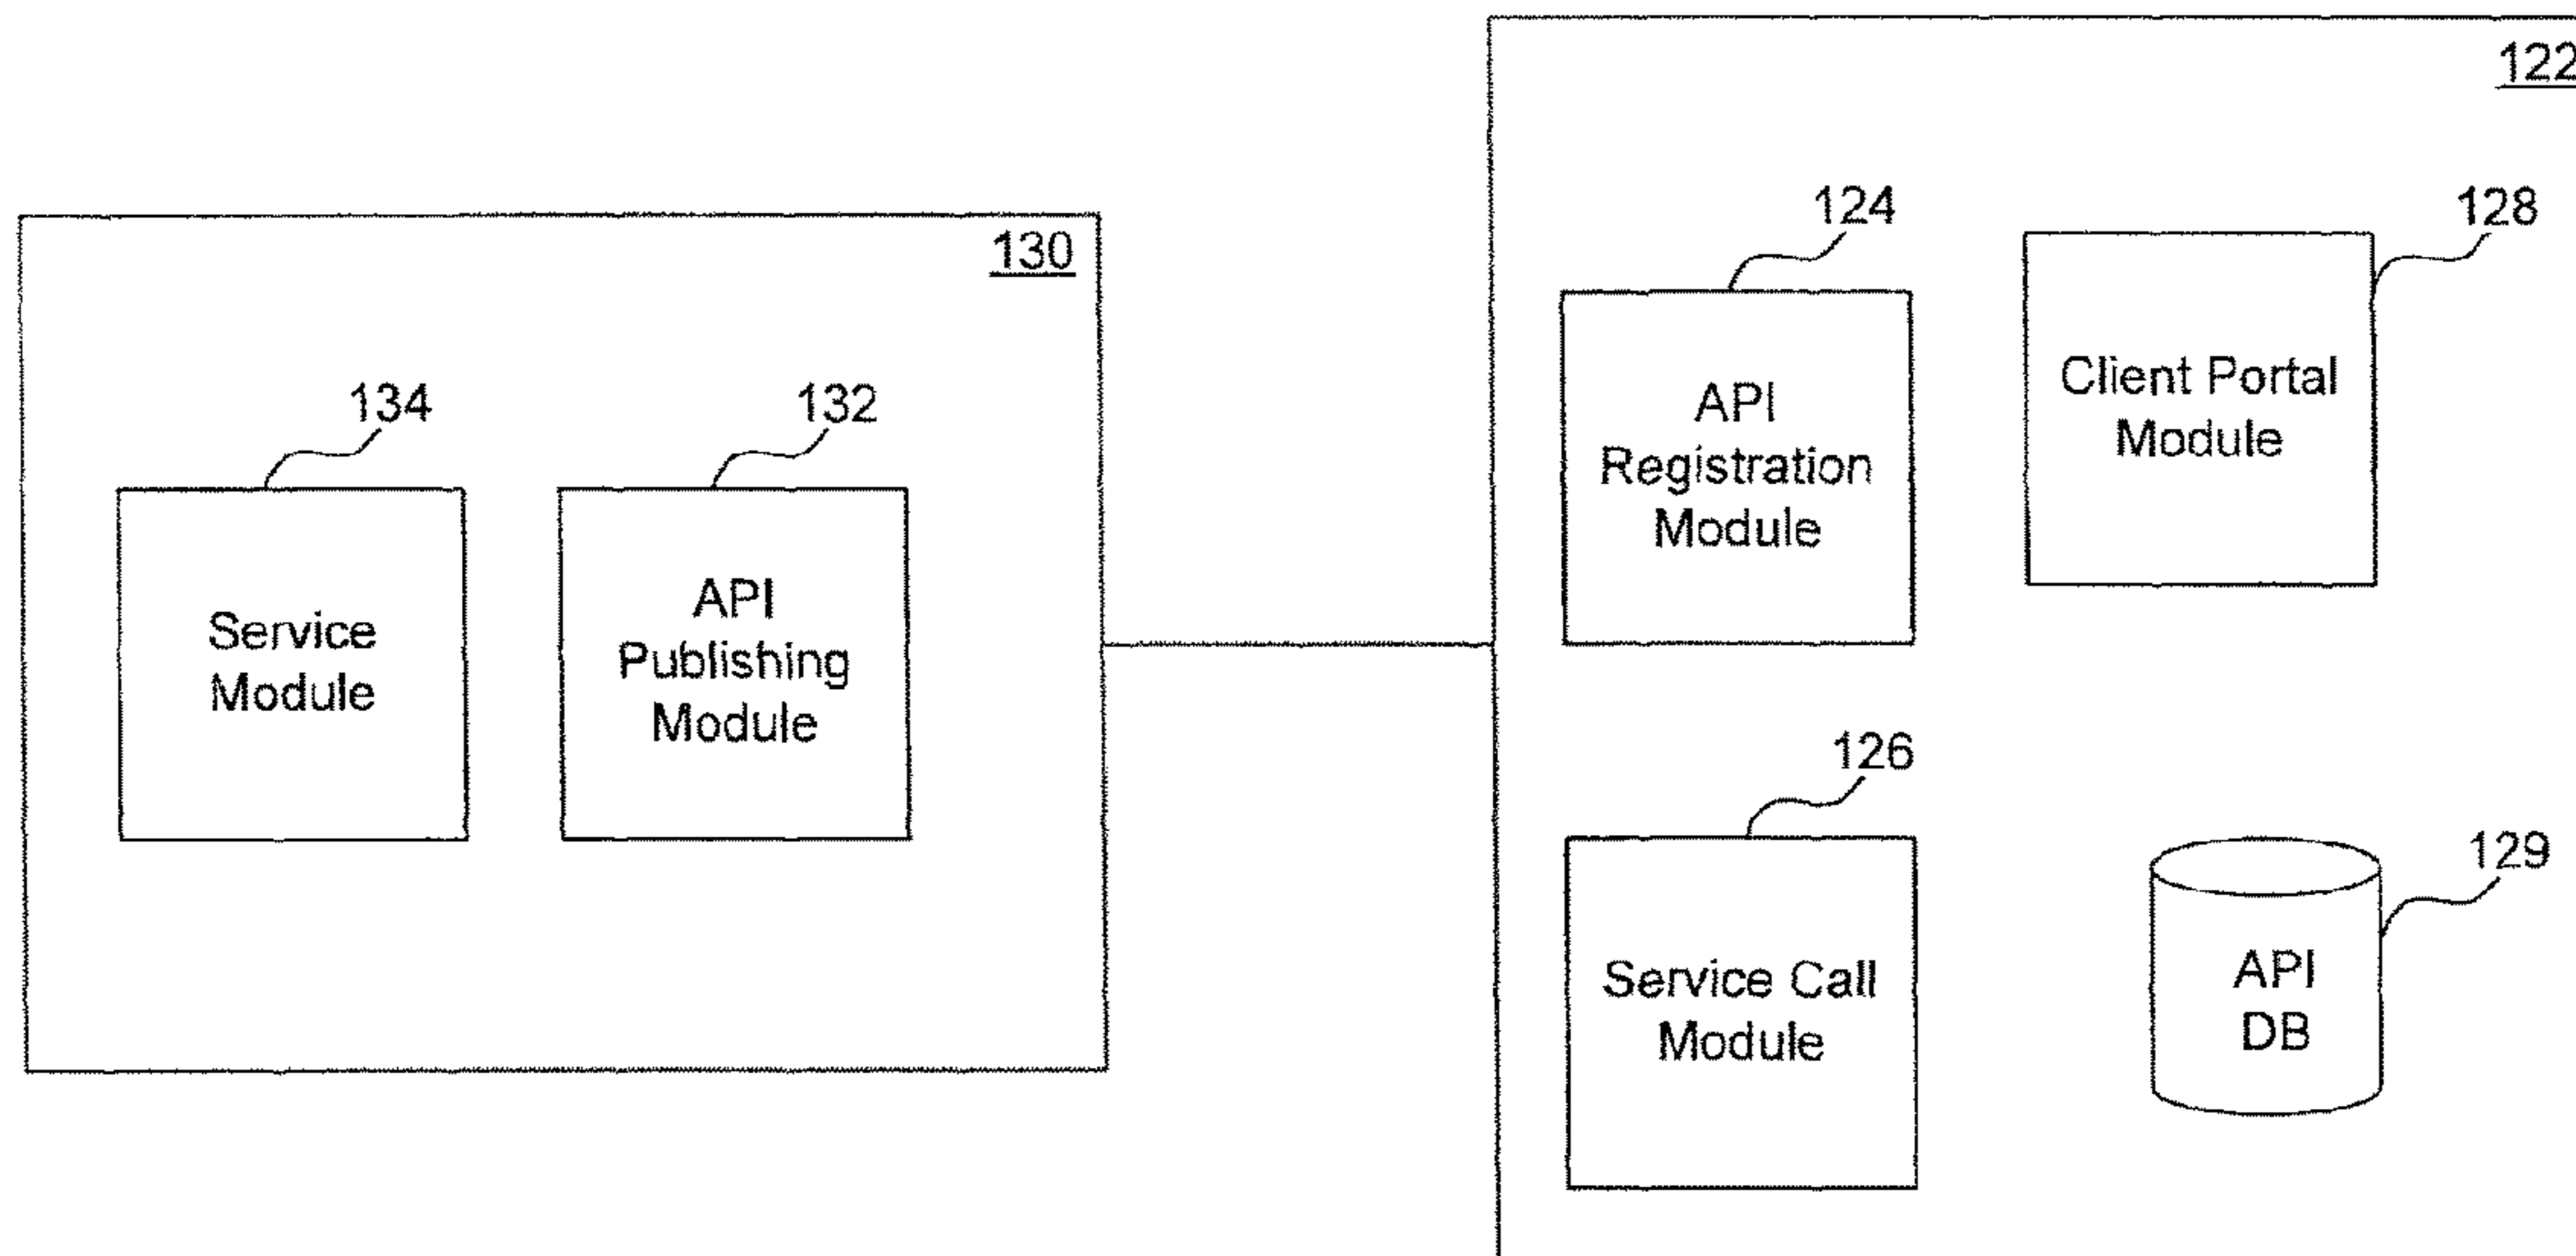 122
130
134
Service
Module
132
API
Publishing
Module
124
API
Registration
Module
128
Client Portal
Module
126
Service Call
Module
129
API
DB